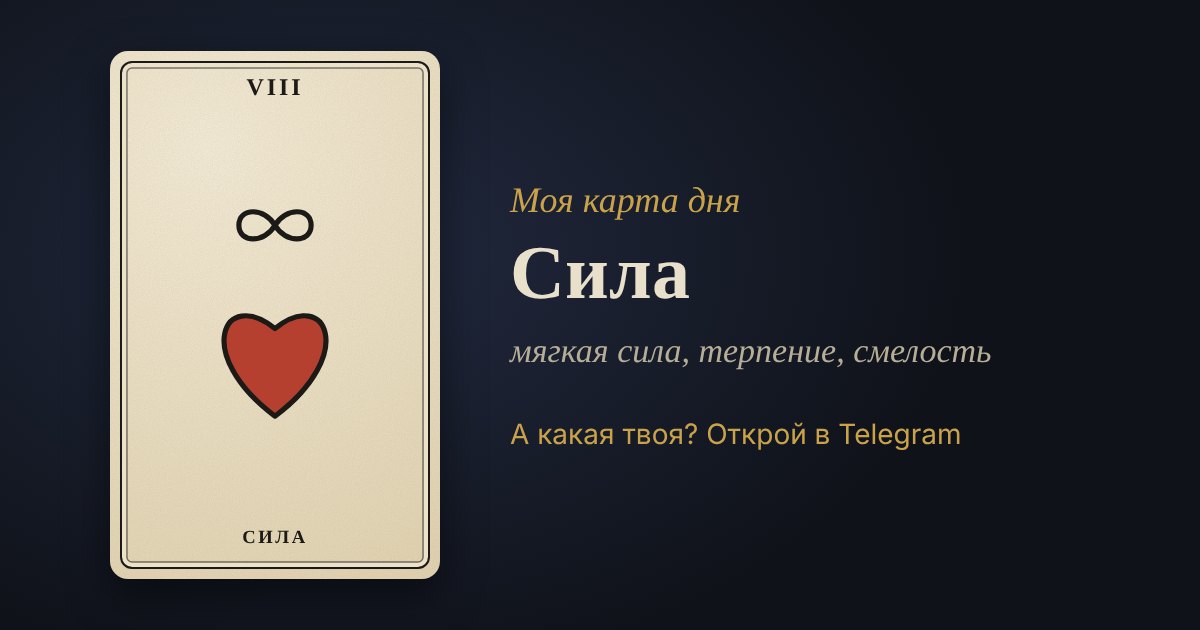 VIII
СИЛА
Моя карта дня
Сила
мягкая сила, терпение, смелость
А какая твоя? Открой в Telegram